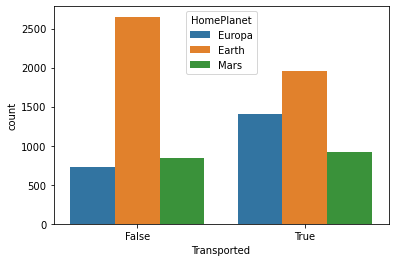 HomePlanet
Europa
Earth
Mars
2500
2000
1500
1000
500
0
count
False
True
Transported